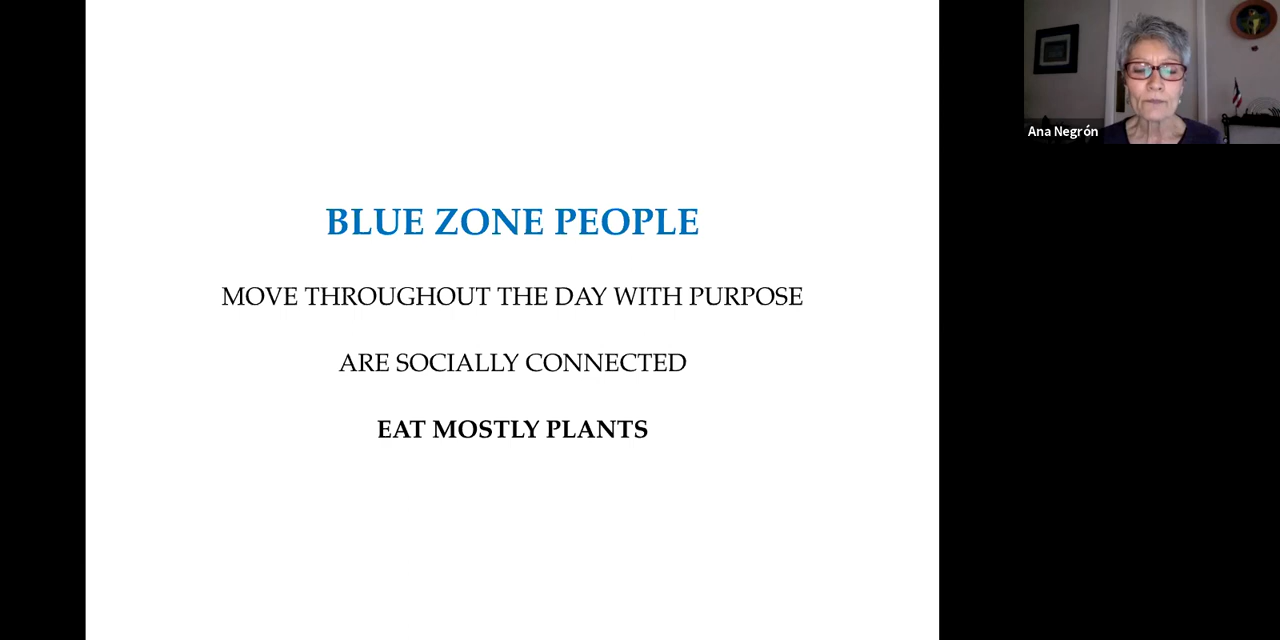 BLUE ZONE PEOPLE
MOVE THROUGHOUT THE DAY WITH PURPOSE
ARE SOCIALLY CONNECTED
EAT MOSTLY PLANTS
Ana Negrón